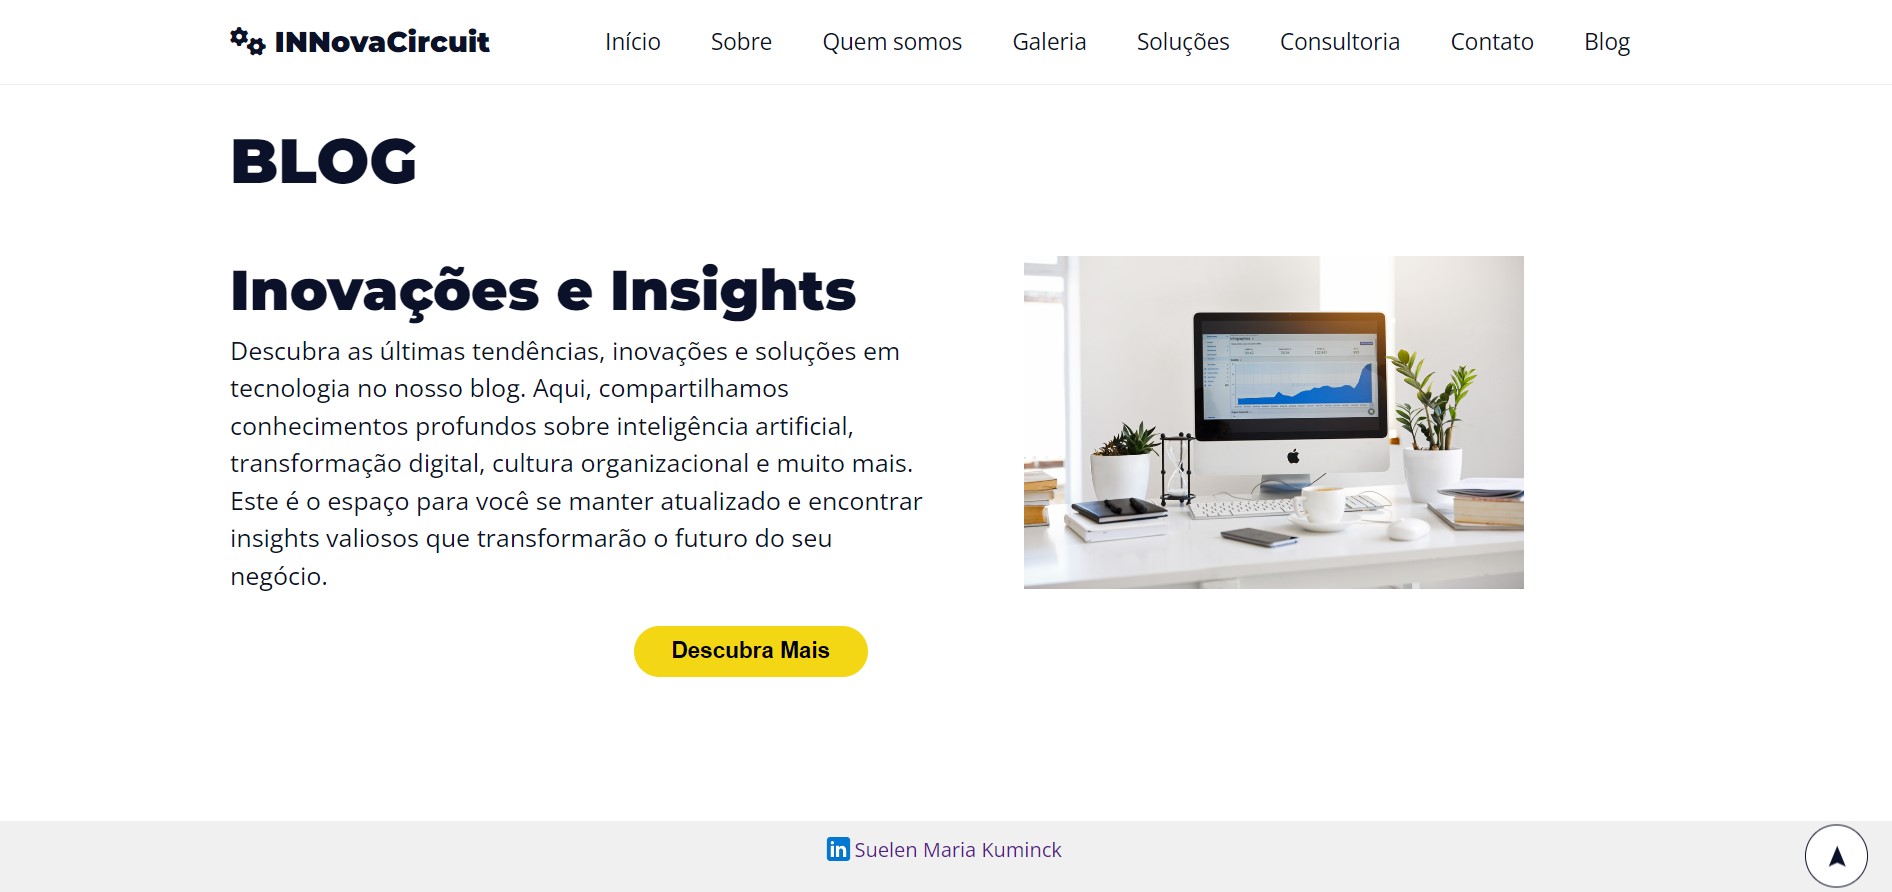 INNovaCircuit
Início Sobre Quem somos Galeria Soluções Consultoria Contato Blog
BLOG
Inovações e Insights
Descubra as últimas tendências, inovações e soluções em
tecnologia no nosso blog. Aqui, compartilhamos
conhecimentos profundos sobre inteligência artificial,
transformação digital, cultura organizacional e muito mais.
Este é o espaço para você se manter atualizado e encontrar
insights valiosos que transformarão o futuro do seu
negócio.
Descubra Mais
in Suelen Maria Kuminck